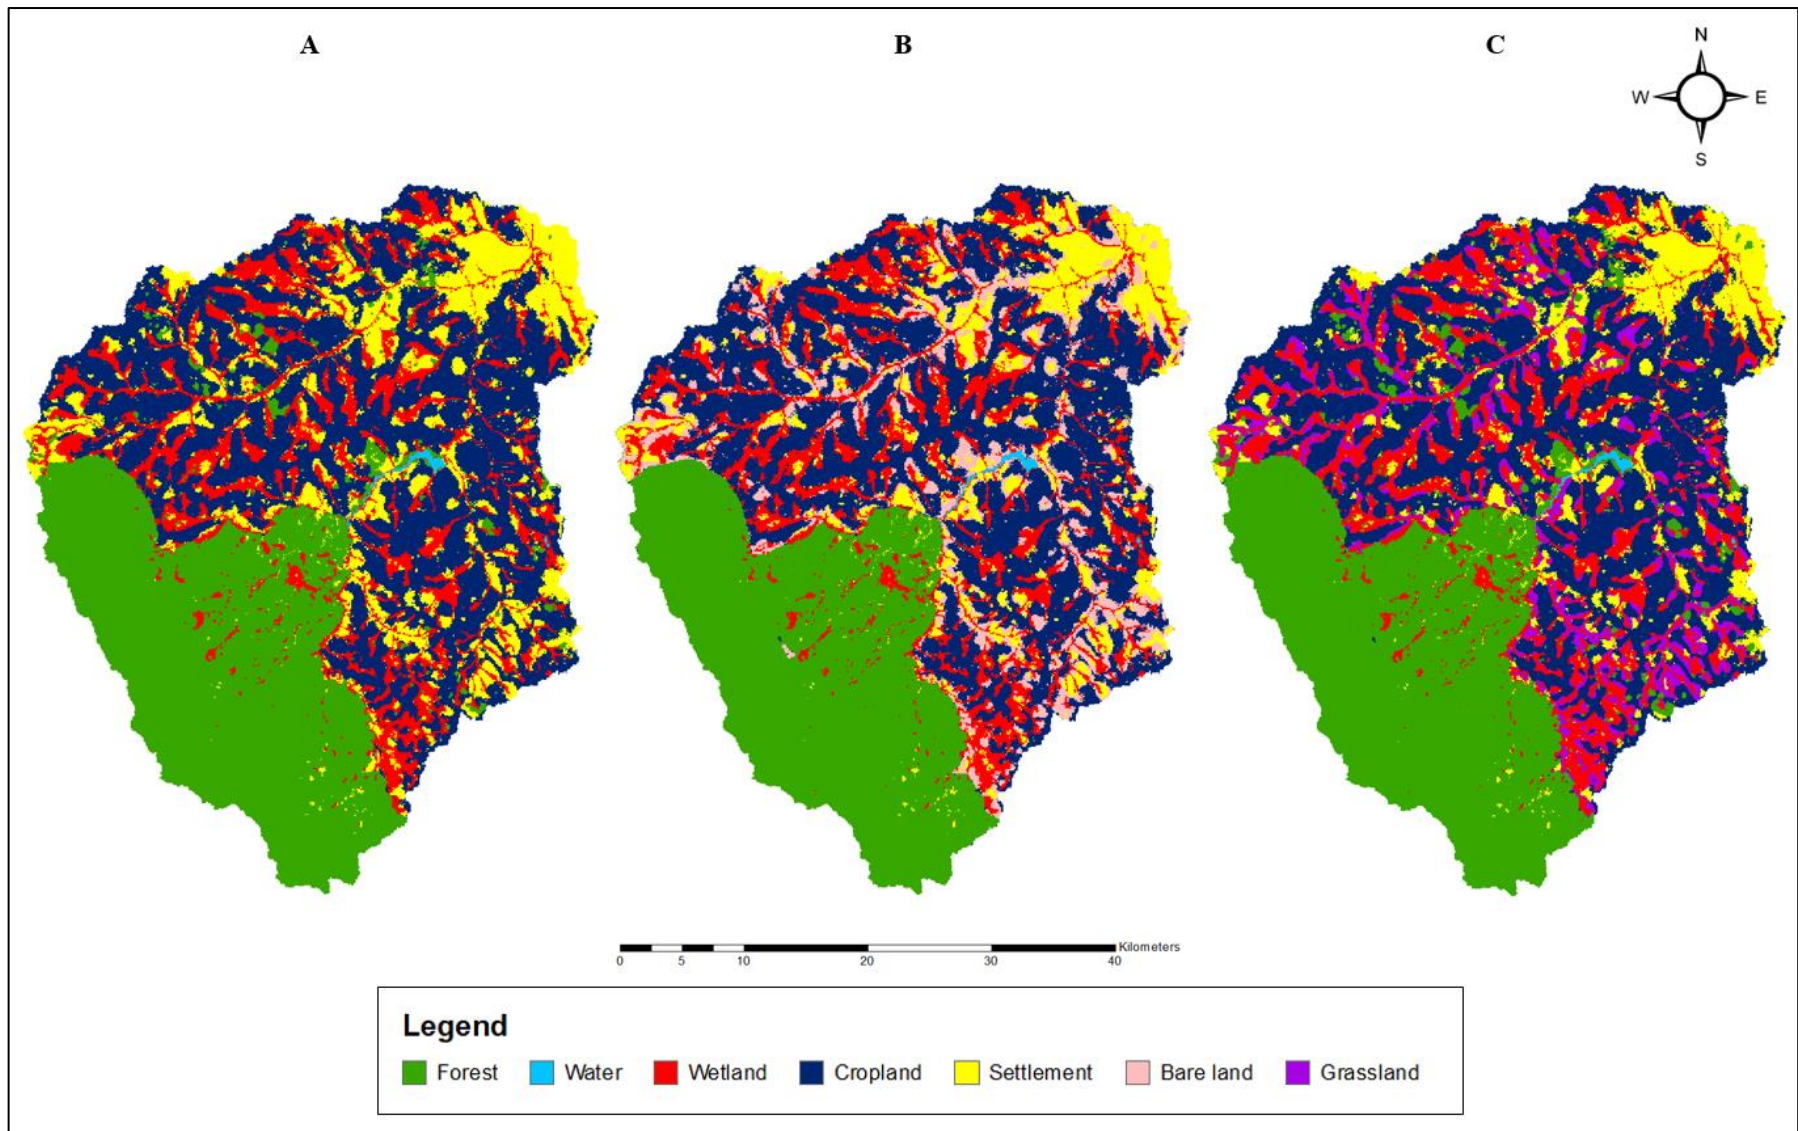 A B C
N
W E
S
Kilometers
0 5 10 20 30 40
Legend
Forest Water Wetland Cropland Settlement Bare land Grassland